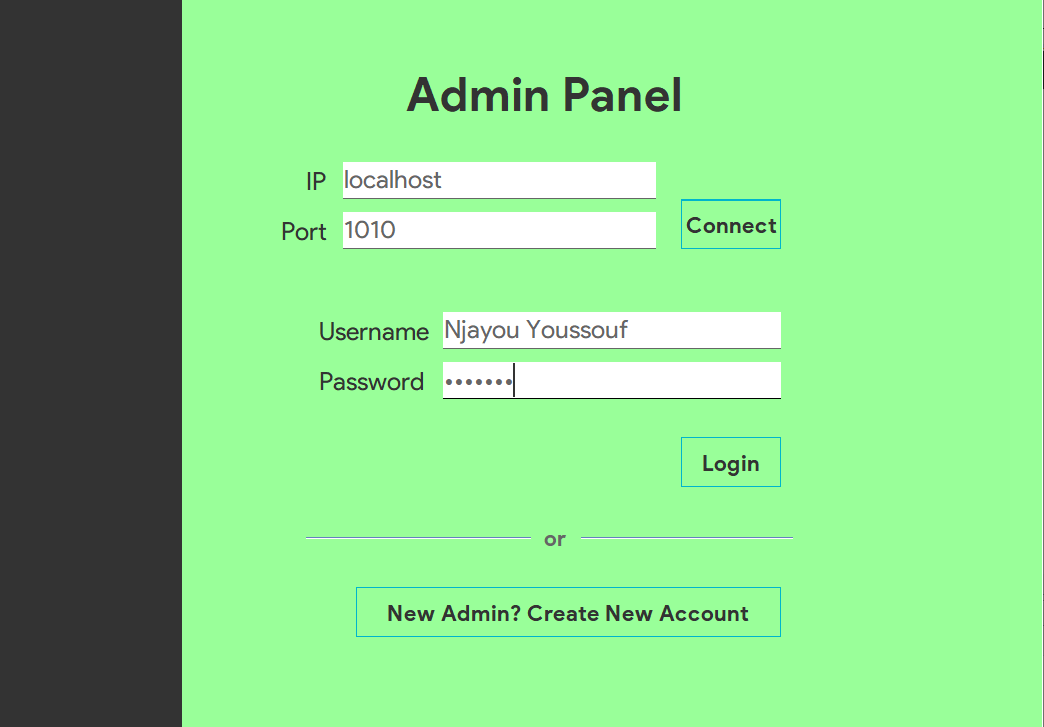 Admin Panel
IP localhost
Port 1010
Connect
Username Njayou Youssouf
Password •••••••
Login
or
New Admin? Create New Account